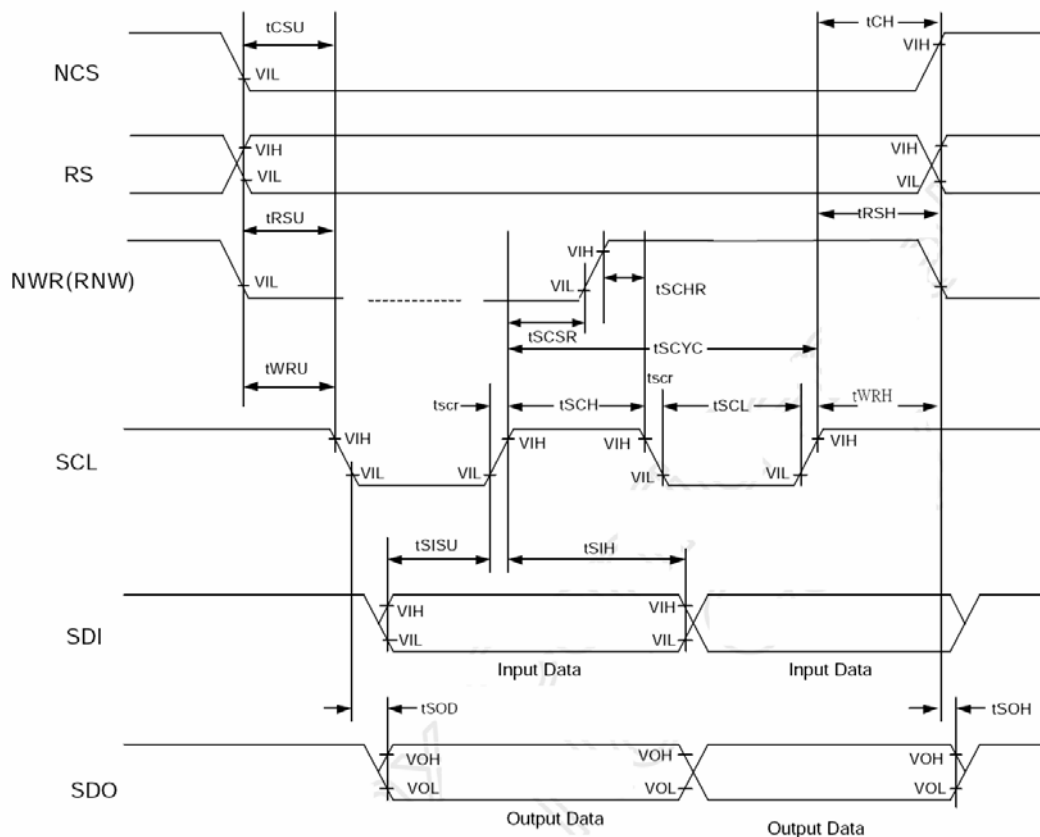 tCSU
tCH
VIH
NCS
VIL
VIH
VIH
RS
VIL
VIL
tRSU
tRSH
VIH
NWR(RNW)
VIL
VIL
tSCHR
tSCSR
tSCYC
tWRU
tscr
tscr
tSCH
tSCL
tWRH
VIH
VIH
VIH
VIH
SCL
VIL
VIL
VIL
VIL
tSISU
tSIH
VIH
VIH
SDI
VIL
VIL
Input Data
Input Data
tSOD
tSOH
VOH
VOH
VOH
SDO
VOL
VOL
VOL
Output Data
Output Data